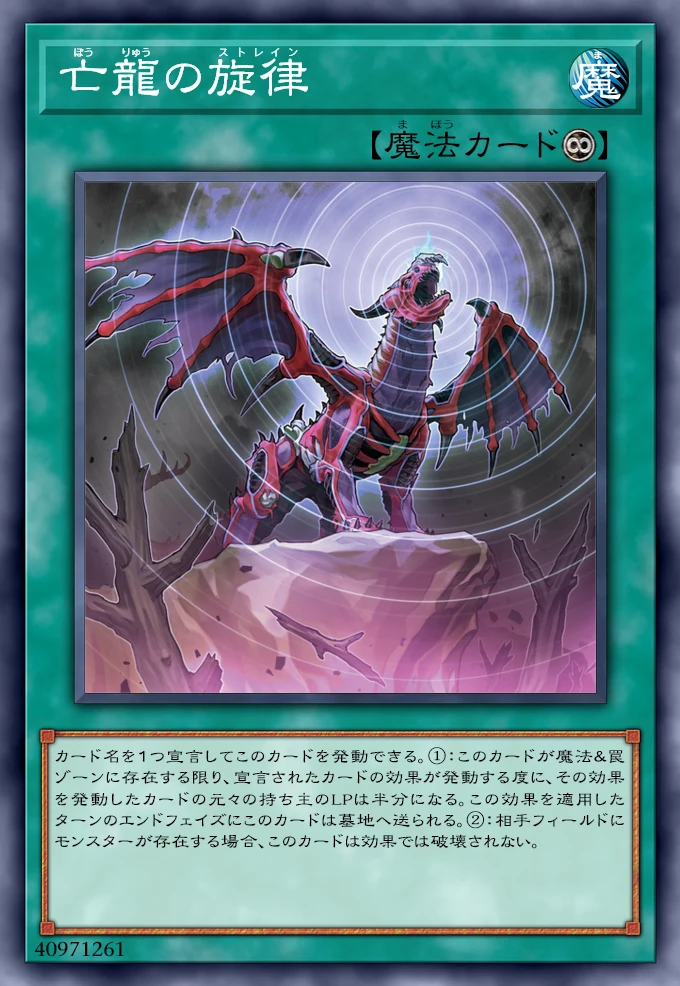 ぼう りゅう ストレイン
亡龍の旋律
魔
ま
ま ほう
【魔法カード】
カード名を1つ宣言してこのカードを発動できる。①:このカードが魔法&罠
ゾーンに存在する限り、宣言されたカードの効果が発動する度に、その効果
を発動したカードの元々の持ち主のLPは半分になる。この効果を適用した
ターンのエンドフェイズにこのカードは墓地へ送られる。②:相手フィールドに
モンスターが存在する場合、このカードは効果では破壊されない。
40971261